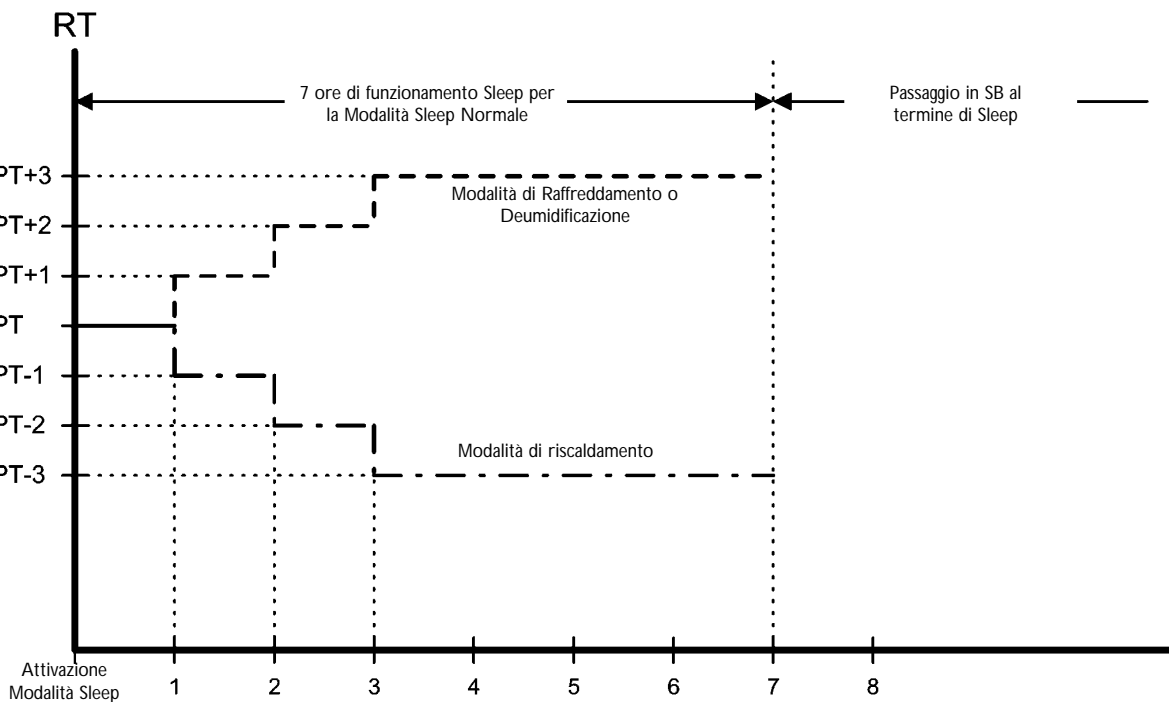 RT
7 ore di funzionamento Sleep per
la Modalità Sleep Normale
Passaggio in SB al
termine di Sleep
PT+3
Modalità di Raffreddamento o
Deumidificazione
PT+2
PT+1
PT
PT-1
PT-2
Modalità di riscaldamento
PT-3
Attivazione
Modalità Sleep
1 2 3 4 5 6 7 8